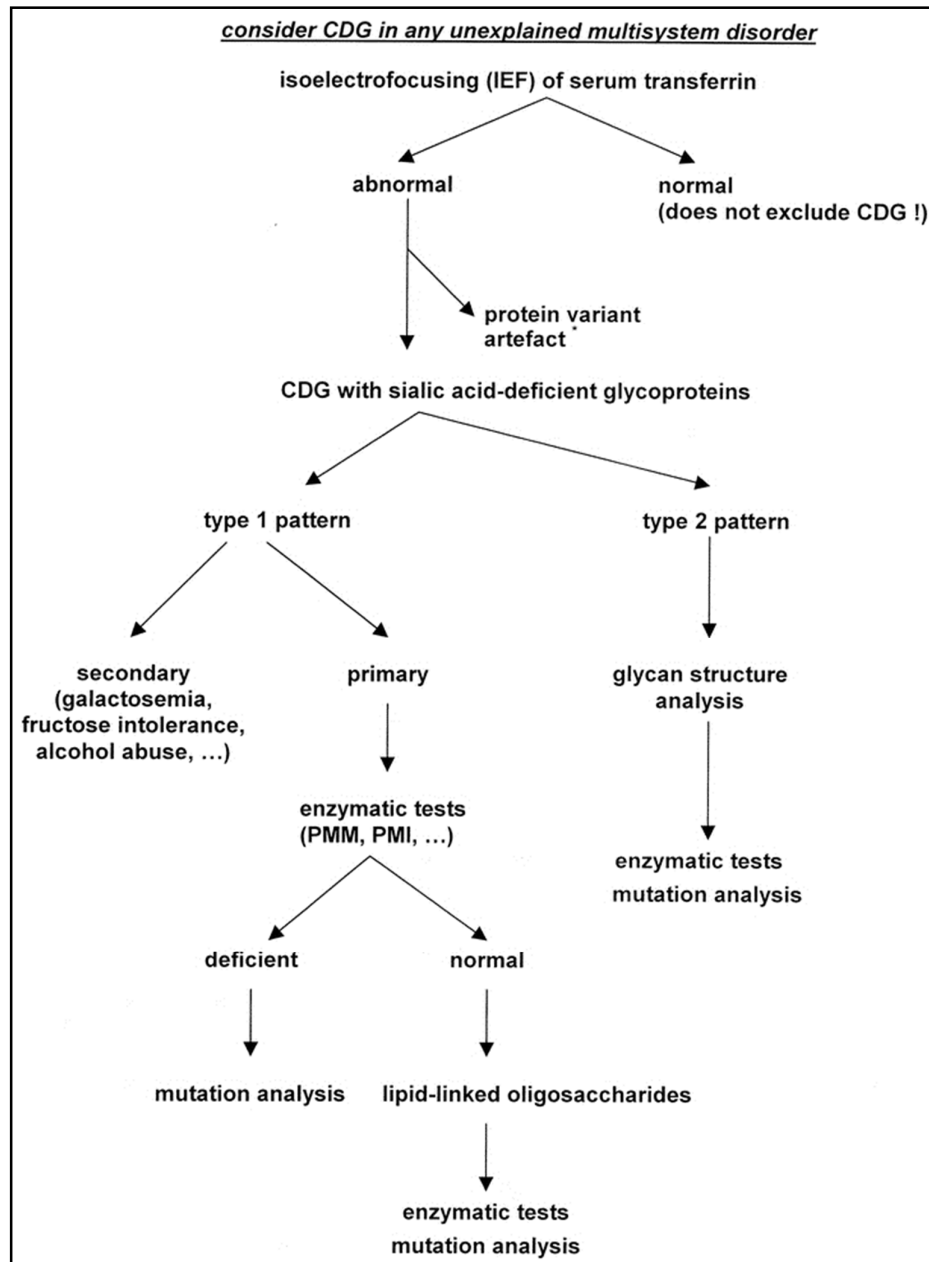 consider CDG in any unexplained multisystem disorder
isoelectrofocusing (IEF) of serum transferrin
abnormal
normal
(does not exclude CDG !)
protein variant
artefact *
CDG with sialic acid-deficient glycoproteins
type 1 pattern
type 2 pattern
secondary
(galactosemia,
fructose intolerance,
alcohol abuse, ...)
primary
glycan structure
analysis
enzymatic tests
(PMM, PMI, ...)
enzymatic tests
mutation analysis
deficient
normal
mutation analysis
lipid-linked oligosaccharides
enzymatic tests
mutation analysis